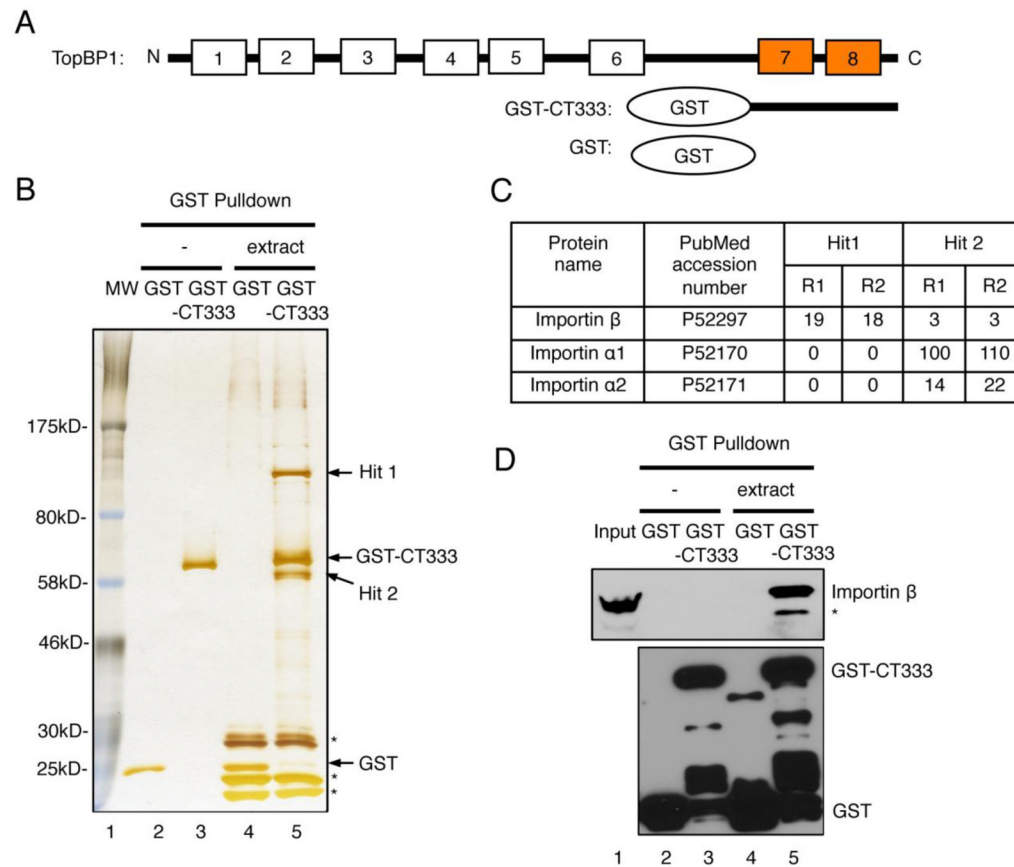 A
TopBP1: N 1 2 3 4 5 6 7 8 C
GST-CT333: GST
GST: GST
B
GST Pulldown
- extract
MW GST GST GST GST
-CT333 -CT333
175kD-
Hit 1
80kD-
GST-CT333
58kD-
Hit 2
46kD-
30kD-
*
GST
25kD-
*
*
1 2 3 4 5
C
Protein name PubMed accession number Hit1 Hit 2
R1 R2 R1 R2
Importin β P52297 19 18 3 3
Importin α1 P52170 0 0 100 110
Importin α2 P52171 0 0 14 22
D
GST Pulldown
- extract
Input GST GST GST GST
-CT333 -CT333
Importin β
*
GST-CT333
GST
1 2 3 4 5